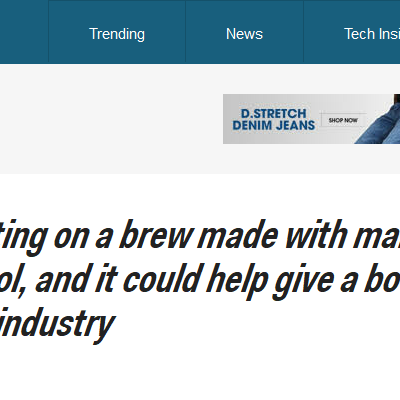 Trending News Tech Insi
D.STRETCH
DENIM JEANS SHOP NOW
ting on a brew made with ma
ol, and it could help give a bo
industry